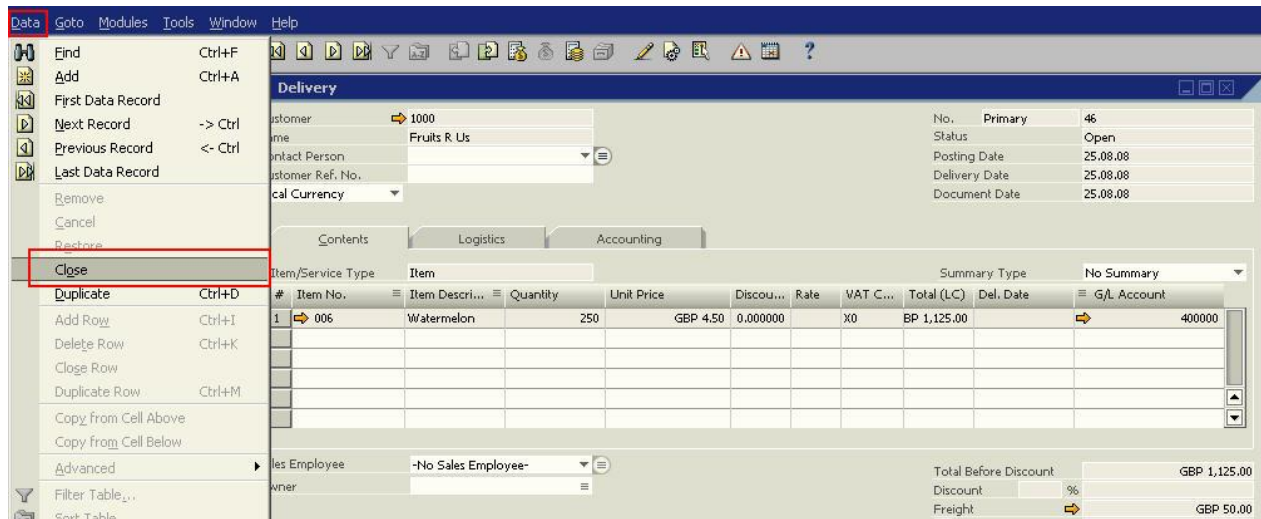 Data Goto Modules Tools Window Help
Find Ctrl+F
Add Ctrl+A
First Data Record
Next Record -> Ctrl
Previous Record <- Ctrl
Last Data Record
Remove
Cancel
Restore
Close
Duplicate Ctrl+D
Add Row Ctrl+I
Delete Row Ctrl+K
Close Row
Duplicate Row Ctrl+M
Copy from Cell Above
Copy from Cell Below
Advanced
Filter Table...
Sort Table
Delivery
ustomer 1000
ame Fruits R Us
ontact Person
ustomer Ref. No.
cal Currency
No. Primary 46
Status Open
Posting Date 25.08.08
Delivery Date 25.08.08
Document Date 25.08.08
Contents Logistics Accounting
Item/Service Type Item
Summary Type No Summary
# Item No. Item Descri... Quantity Unit Price Discou... Rate VAT C... Total (LC) Del. Date G/L Account
1 006 Watermelon 250 GBP 4.50 0.000000 X0 BP 1,125.00 400000
les Employee -No Sales Employee-
wner
Total Before Discount GBP 1,125.00
Discount %
Freight GBP 50.00